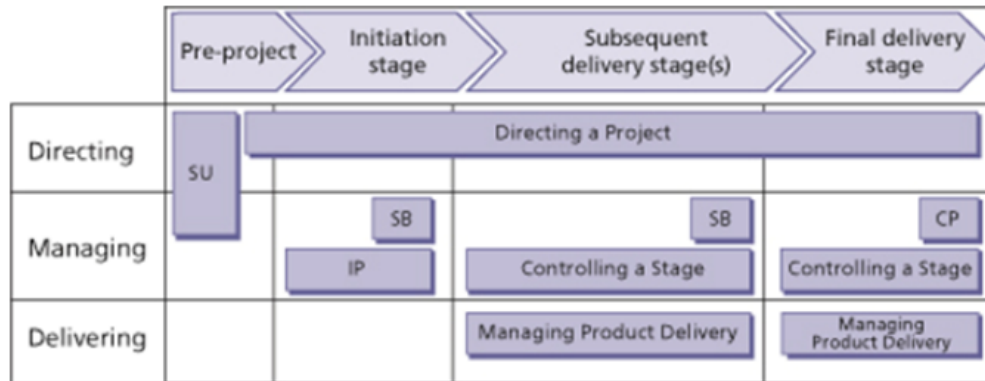 Pre-project
Initiation
stage
Subsequent
delivery stage(s)
Final delivery
stage
Directing
SU
Directing a Project
Managing
SB
SB
CP
IP
Controlling a Stage
Controlling a Stage
Delivering
Managing Product Delivery
Managing
Product Delivery